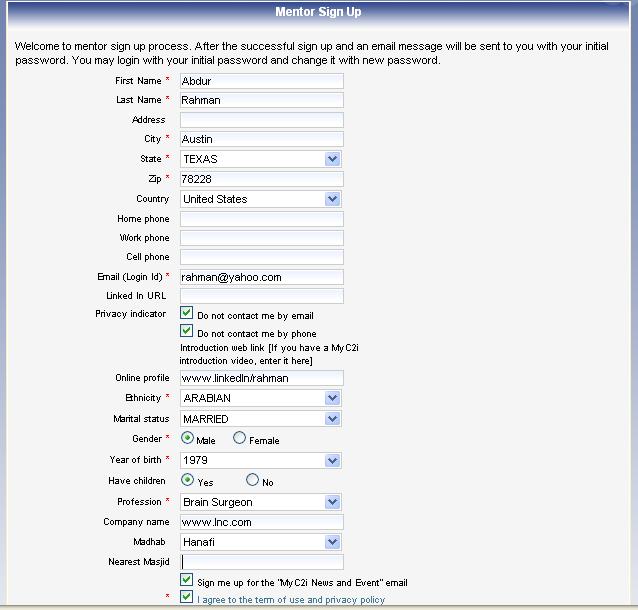 Mentor Sign Up
Welcome to mentor sign up process. After the successful sign up and an email message will be sent to you with your initial
password. You may login with your initial password and change it with new password.
First Name * Abdur
Last Name * Rahman
Address
City * Austin
State * TEXAS
Zip * 78228
Country United States
Home phone
Work phone
Cell phone
Email (Login Id) * rahman@yahoo.com
Linked In URL
Privacy indicator Do not contact me by email
Do not contact me by phone
Introduction web link [If you have a MyC2i
introduction video, enter it here]
Online profile www.linkedIn/rahman
Ethnicity * ARABIAN
Marital status MARRIED
Gender * Male Female
Year of birth * 1979
Have children Yes No
Profession * Brain Surgeon
Company name www.Inc.com
Madhab Hanafi
Nearest Masjid
Sign me up for the "MyC2i News and Event" email
* I agree to the term of use and privacy policy